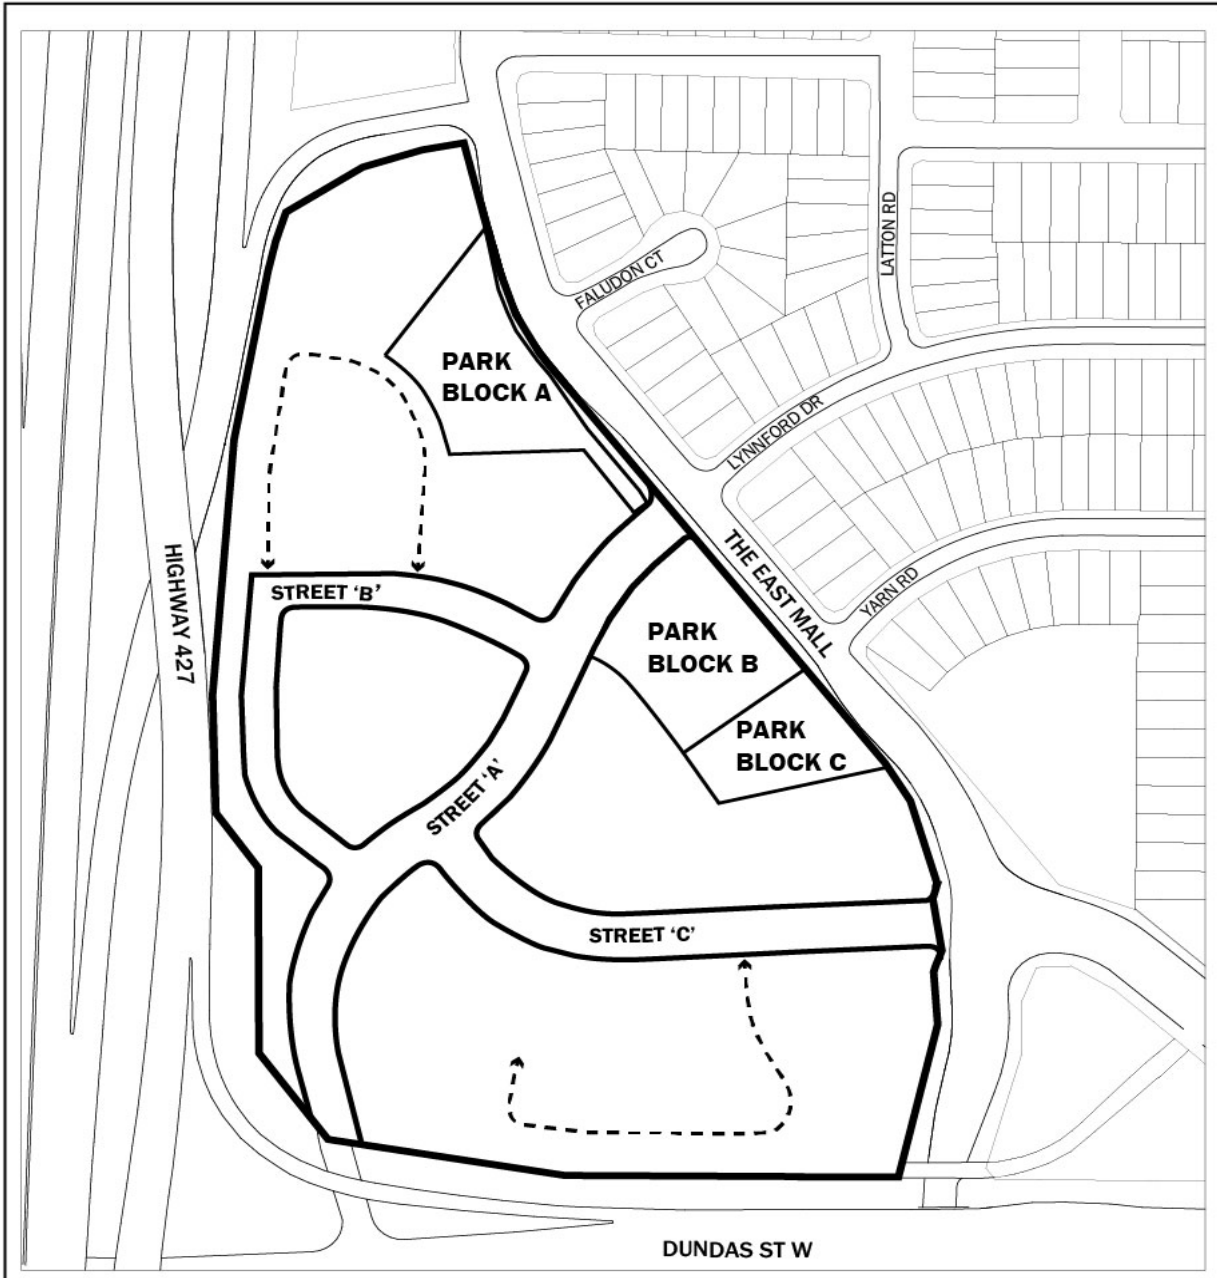 LATTON RD
FALUDON CT
PARK
BLOCK A
LYNNFORD DR
HIGHWAY 427
THE EAST MALL
YARN RD
STREET ‘B’
PARK
BLOCK B
PARK
BLOCK C
STREET ‘A’
STREET ‘C’
DUNDAS ST W